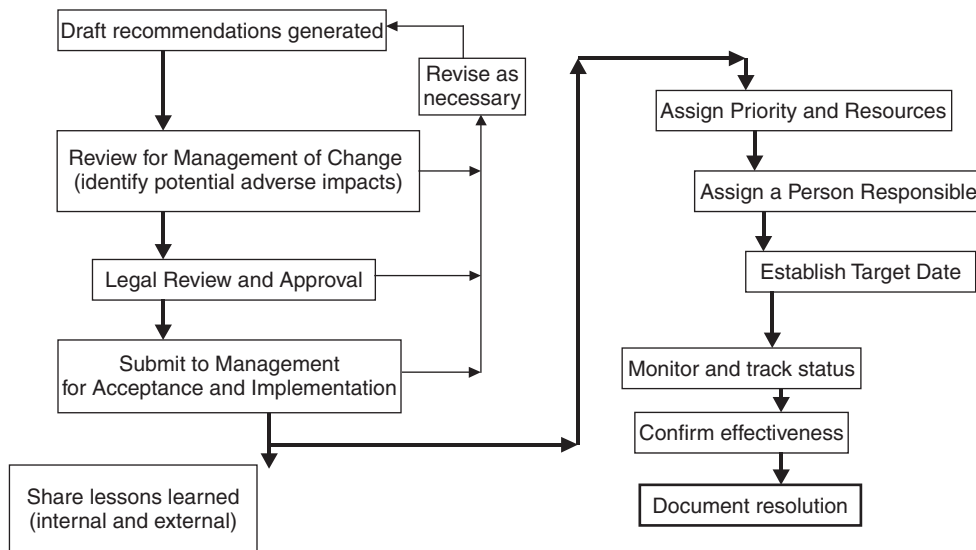 Draft recommendations generated
Revise as
necessary
Review for Management of Change
(identify potential adverse impacts)
Legal Review and Approval
Submit to Management
for Acceptance and Implementation
Share lessons learned
(internal and external)
Assign Priority and Resources
Assign a Person Responsible
Establish Target Date
Monitor and track status
Confirm effectiveness
Document resolution